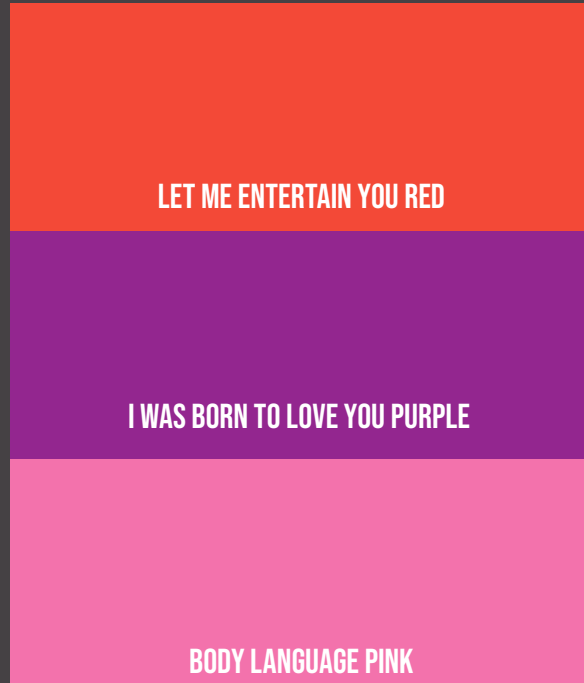 LET ME ENTERTAIN YOU RED
I WAS BORN TO LOVE YOU PURPLE
BODY LANGUAGE PINK